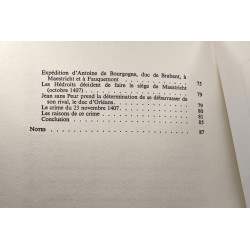 Expédition d'Antoine de Bourgogne, duc de Brabant, à
Maestricht et à Fauquemont 75
Les Hédroits décident de faire le siège de Maestricht
(octobre 1407) 79
Jean sans Peur prend la détermination de se débarrasser de
son rival, le duc d'Orléans. 79
Le crime du 23 novembre 1407. 80
Les raisons de ce crime 81
Conclusion 85
Notes 87